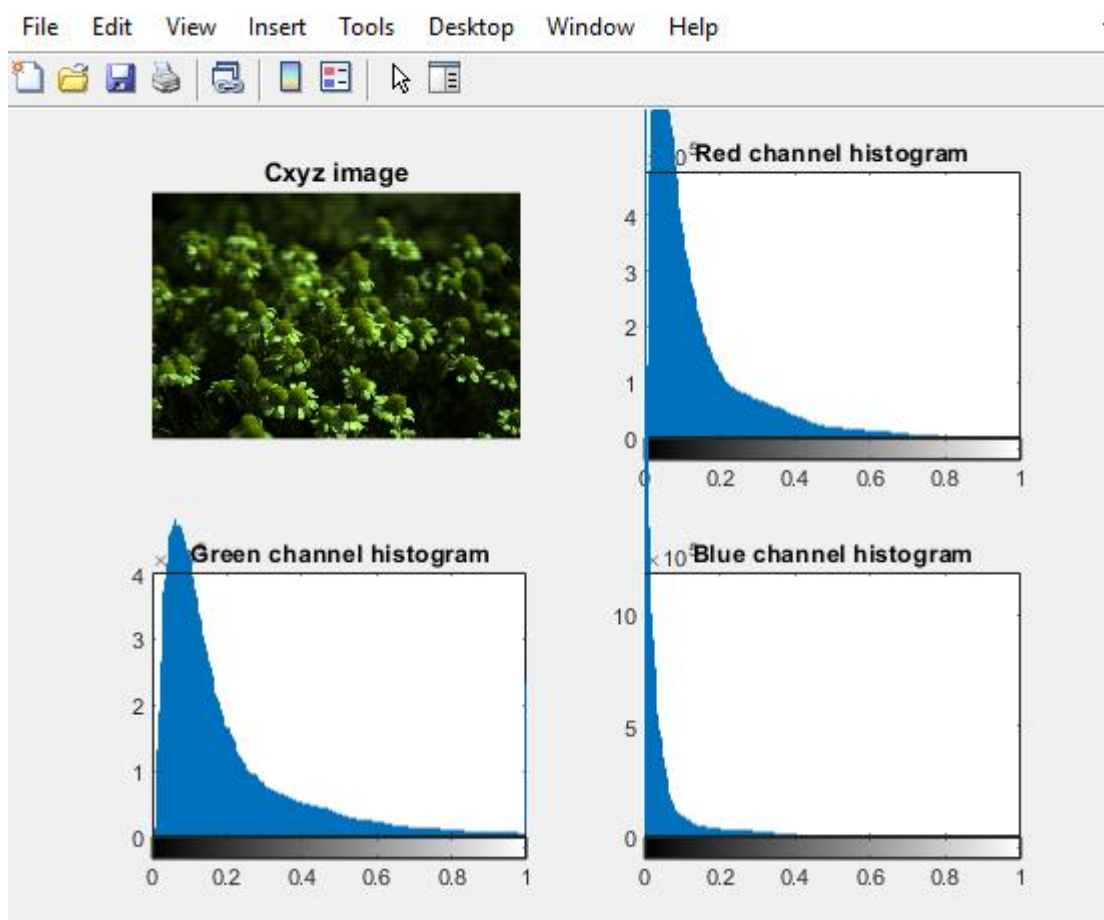 File Edit View Insert Tools Desktop Window Help
Cxyz image
Red channel histogram
4
3
2
1
0
0 0.2 0.4 0.6 0.8 1
Green channel histogram
4
3
2
1
0
0 0.2 0.4 0.6 0.8 1
×10⁵
Blue channel histogram
10
5
0
0 0.2 0.4 0.6 0.8 1